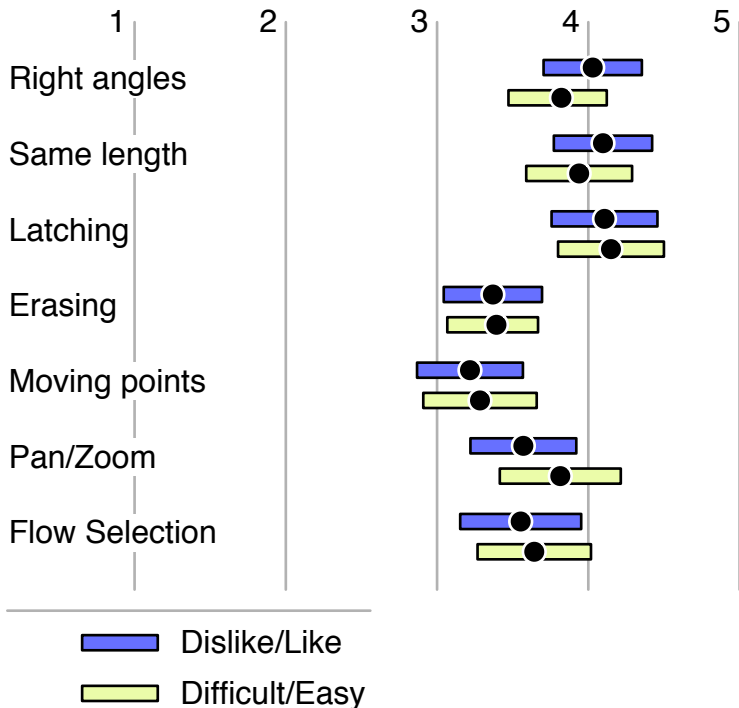 1 2 3 4 5
Right angles
Same length
Latching
Erasing
Moving points
Pan/Zoom
Flow Selection
Dislike/Like
Difficult/Easy